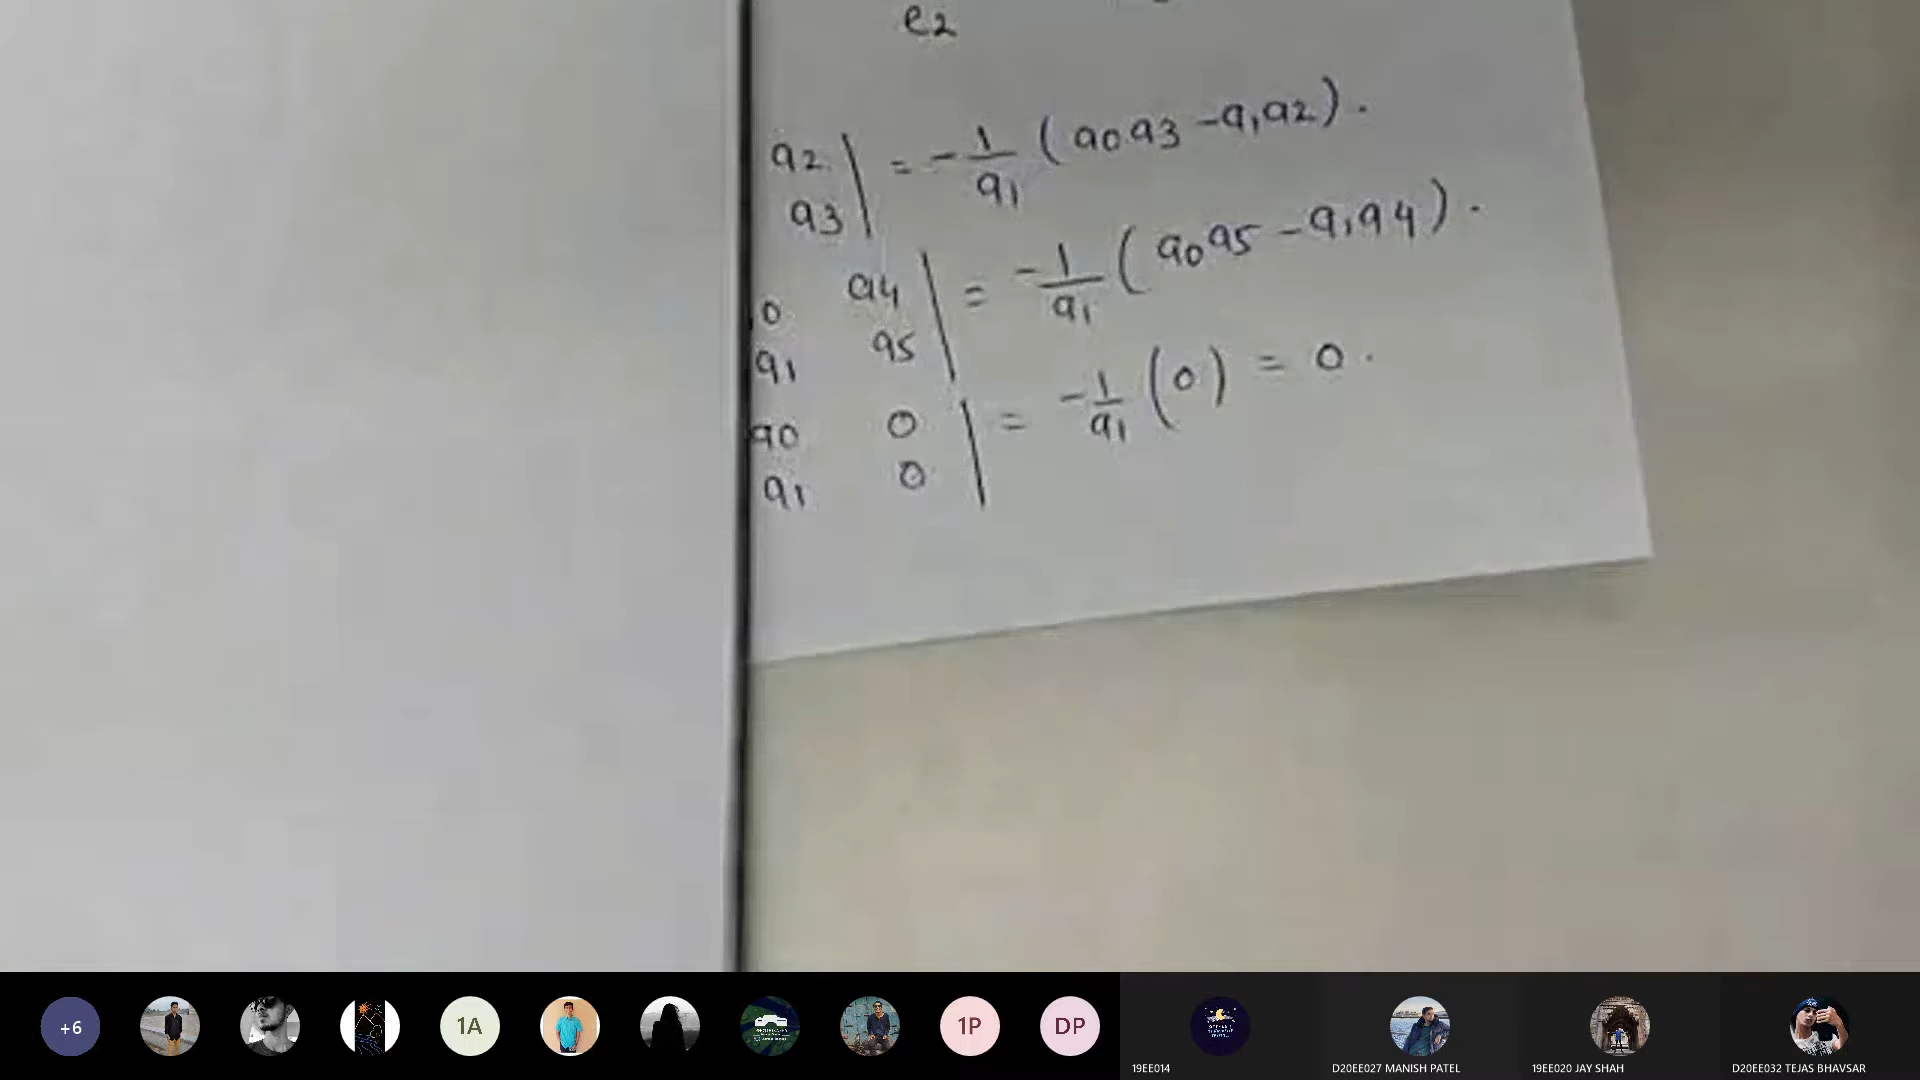 e2
a2 | = -1/a1 (a0a3 - a1a2).
a3
0 a4 | = -1/a1 (a0a5 - a1a4).
a1 a5
a0 0 | = -1/a1 (0) = 0.
a1 0
+6
1A
1P
DP
19EE014
D20EE027 MANISH PATEL
19EE020 JAY SHAH
D20EE032 TEJAS BHAVSAR